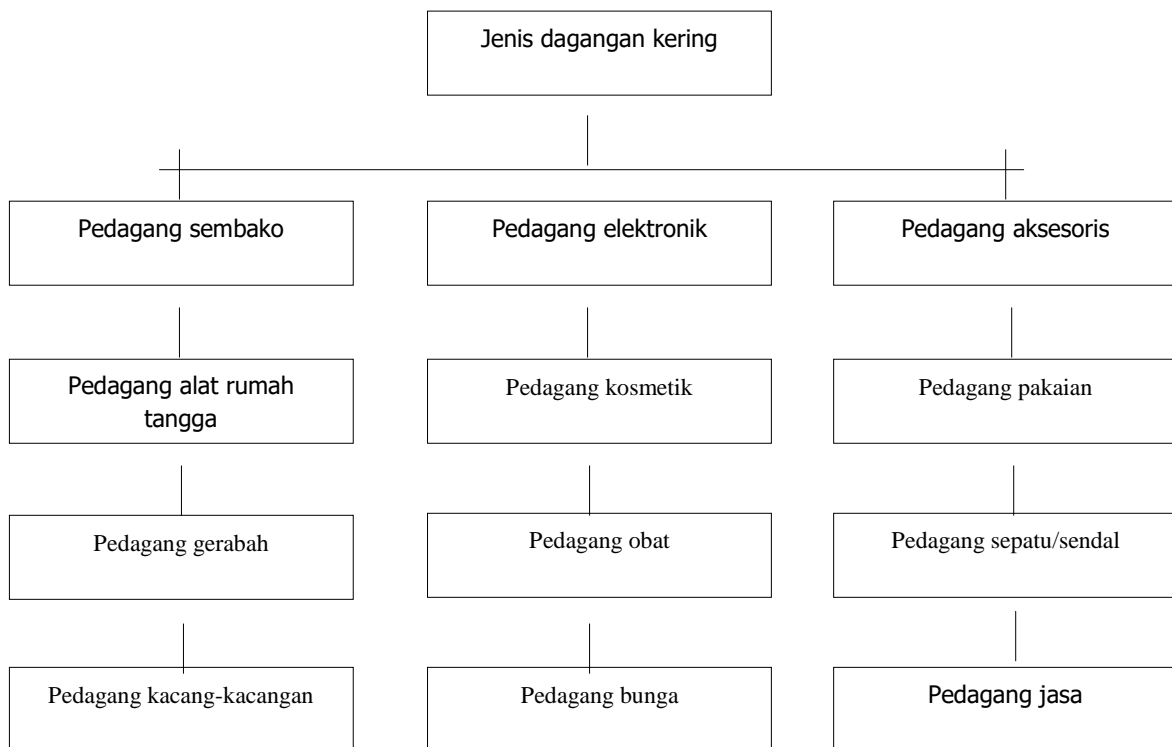 Jenis dagangan kering
Pedagang sembako
Pedagang elektronik
Pedagang aksesoris
Pedagang alat rumah
tangga
Pedagang kosmetik
Pedagang pakaian
Pedagang gerabah
Pedagang obat
Pedagang sepatu/sendal
Pedagang kacang-kacangan
Pedagang bunga
Pedagang jasa